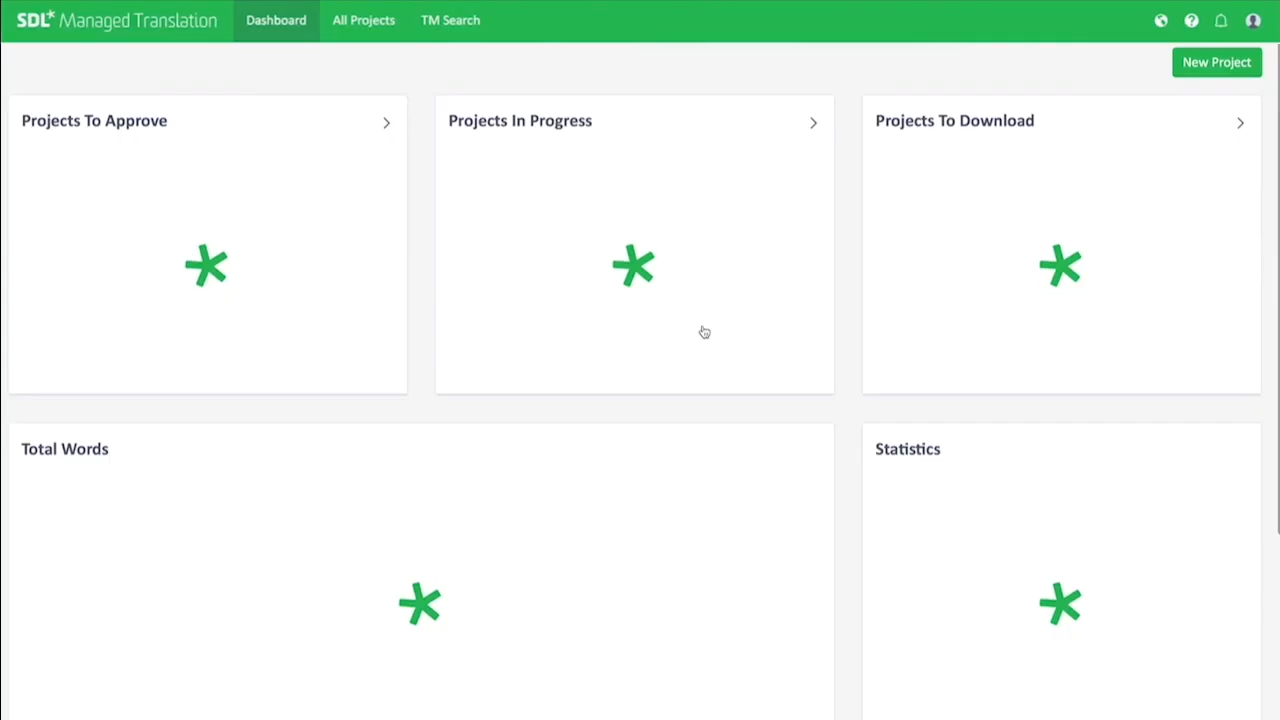 SDL* Managed Translation Dashboard All Projects TM Search
New Project
Projects To Approve
Projects In Progress
Projects To Download
Total Words
Statistics